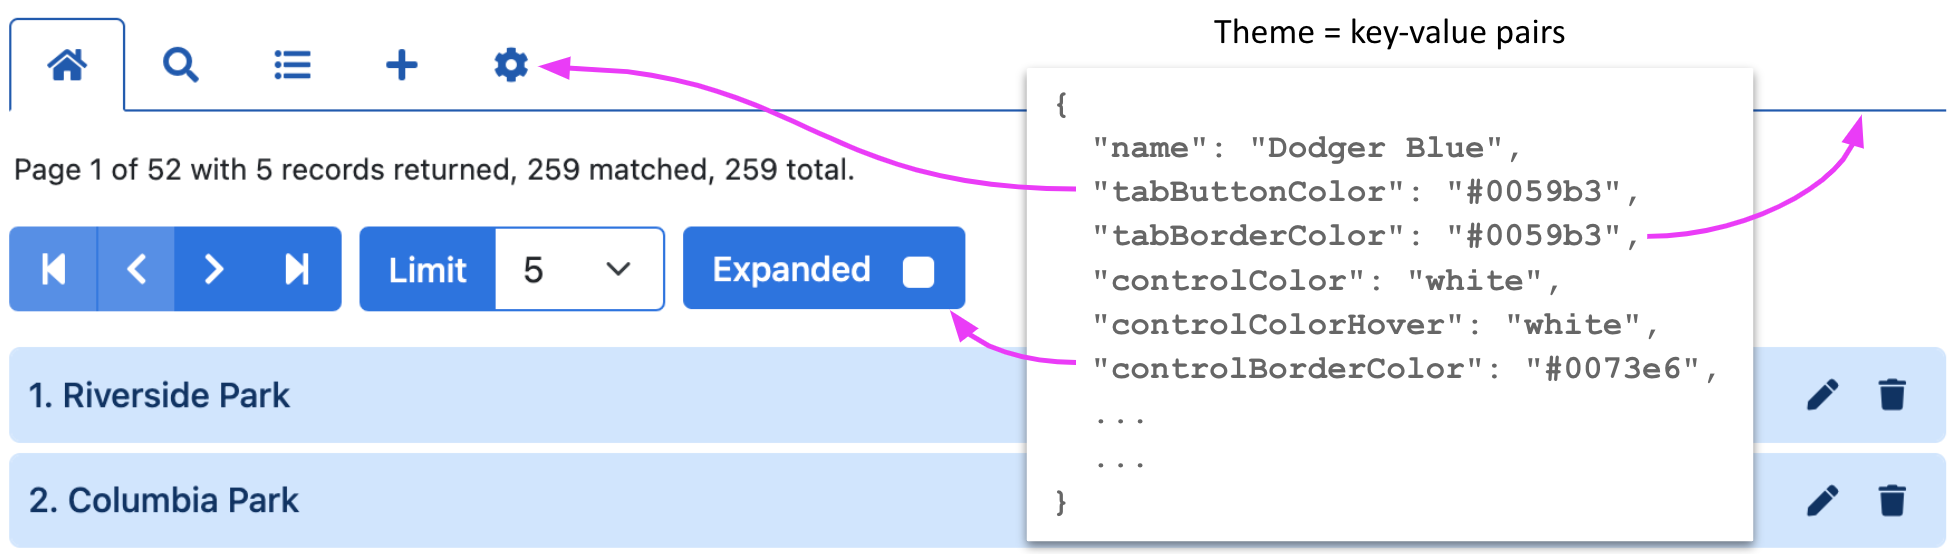 Theme = key-value pairs
Page 1 of 52 with 5 records returned, 259 matched, 259 total.
Limit 5 Expanded
1. Riverside Park
2. Columbia Park
{
"name": "Dodger Blue",
"tabButtonColor": "#0059b3",
"tabBorderColor": "#0059b3",
"controlColor": "white",
"controlColorHover": "white",
"controlBorderColor": "#0073e6",
...
...
}